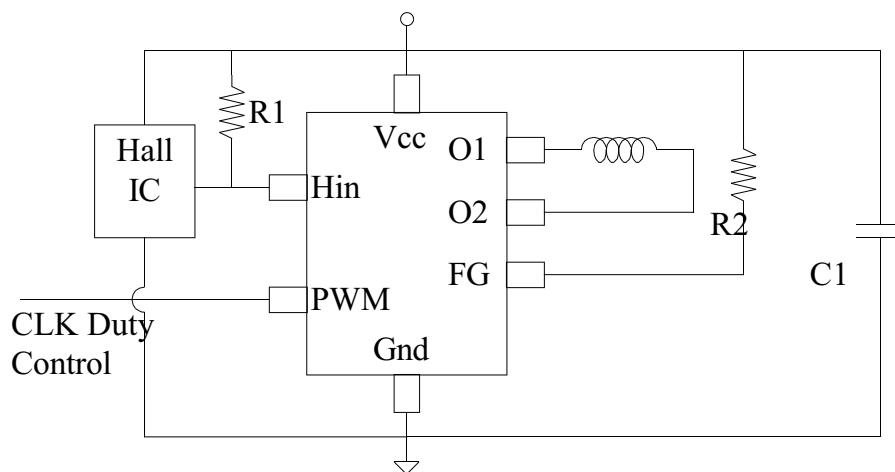 R1
Hall
IC
Vcc
O1
Hin
O2
R2
FG
C1
PWM
CLK Duty
Control
Gnd